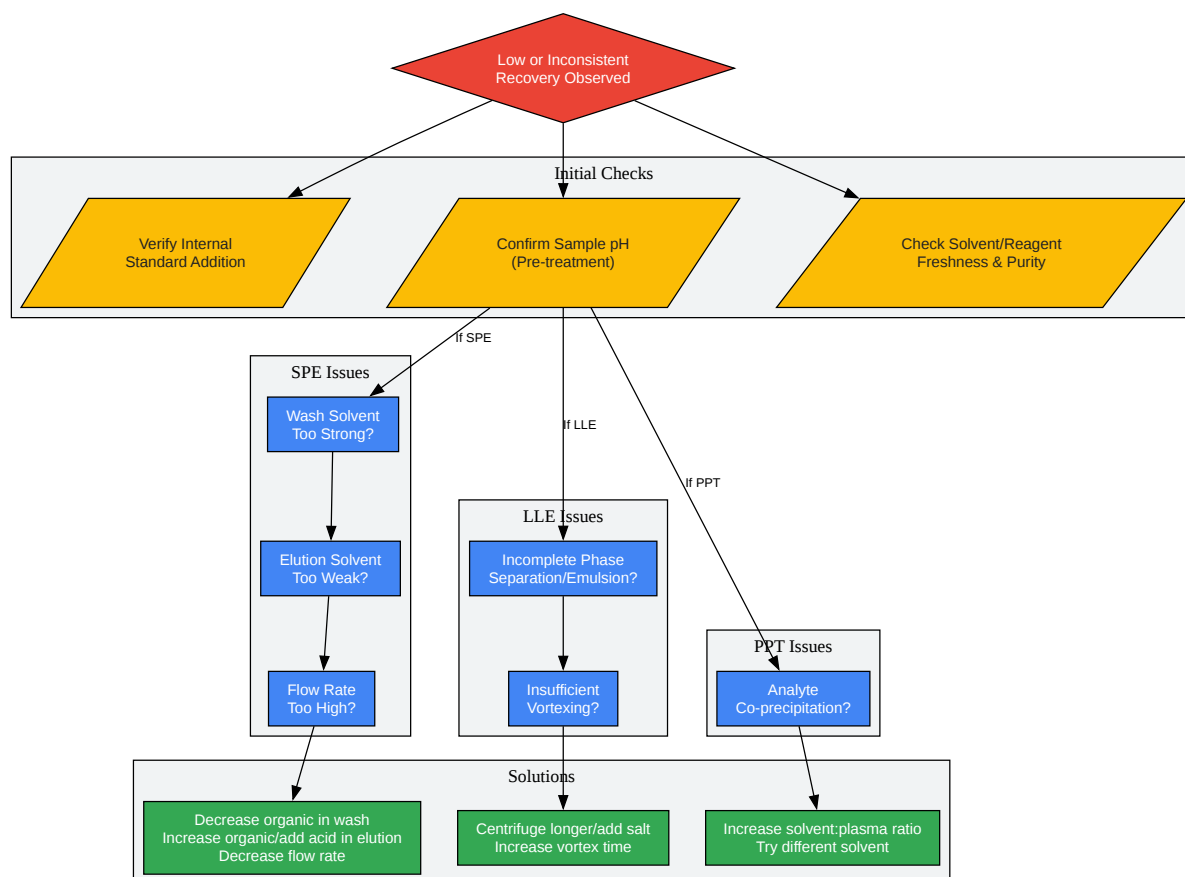 Low or Inconsistent
Recovery Observed
Initial Checks
Verify Internal
Standard Addition
Confirm Sample pH
(Pre-treatment)
Check Solvent/Reagent
Freshness & Purity
If SPE
If LLE
If PPT
SPE Issues
Wash Solvent
Too Strong?
Elution Solvent
Too Weak?
Flow Rate
Too High?
LLE Issues
Incomplete Phase
Separation/Emulsion?
Insufficient
Vortexing?
PPT Issues
Analyte
Co-precipitation?
Solutions
Decrease organic in wash
Increase organic/add acid in elution
Decrease flow rate
Centrifuge longer/add salt
Increase vortex time
Increase solvent:plasma ratio
Try different solvent